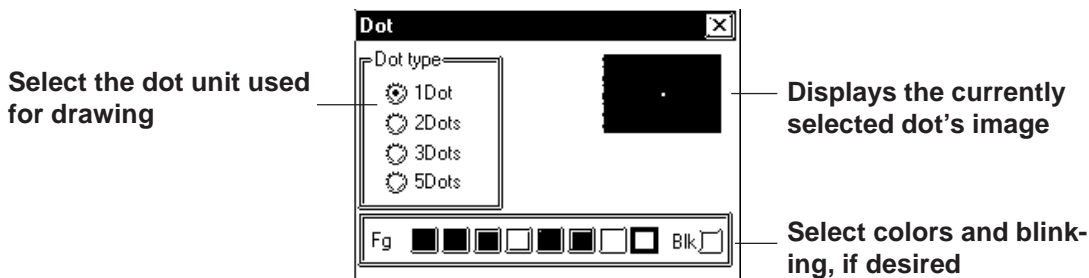 Dot
Select the dot unit used
for drawing
Dot type
1Dot
2Dots
3Dots
5Dots
Displays the currently
selected dot's image
Fg
Blk
Select colors and blink-
ing, if desired